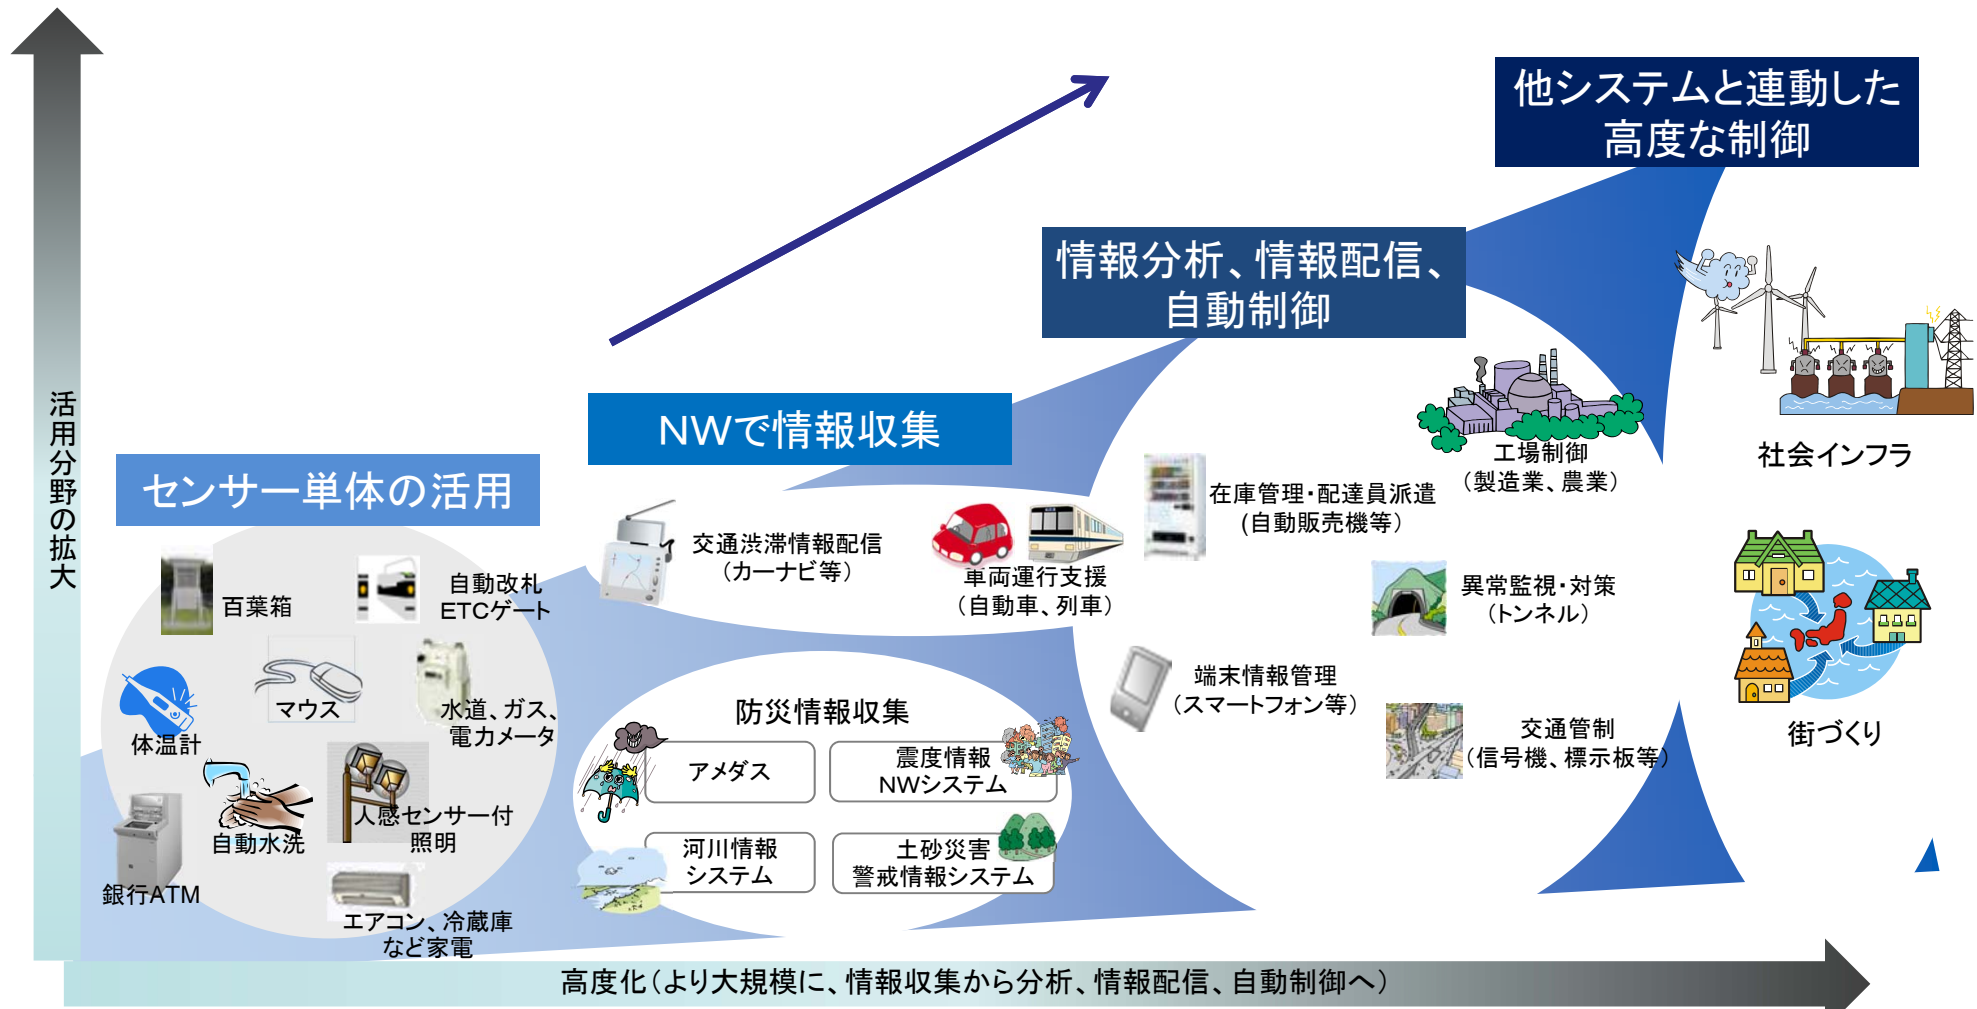 他システムと連動した
高度な制御
情報分析、情報配信、
自動制御
NWで情報収集
センサー単体の活用
活用分野の拡大
百葉箱
自動改札
ETCゲート
マウス
水道、ガス、
電力メータ
体温計
自動水洗
人感センサー付
照明
銀行ATM
エアコン、冷蔵庫
など家電
交通渋滞情報配信
（カーナビ等）
車両運行支援
（自動車、列車）
防災情報収集
アメダス
震度情報
NWシステム
河川情報
システム
土砂災害
警戒情報システム
在庫管理・配達員派遣
(自動販売機等)
工場制御
（製造業、農業）
異常監視・対策
（トンネル）
端末情報管理
（スマートフォン等）
交通管制
（信号機、標示板等）
社会インフラ
街づくり
高度化（より大規模に、情報収集から分析、情報配信、自動制御へ）